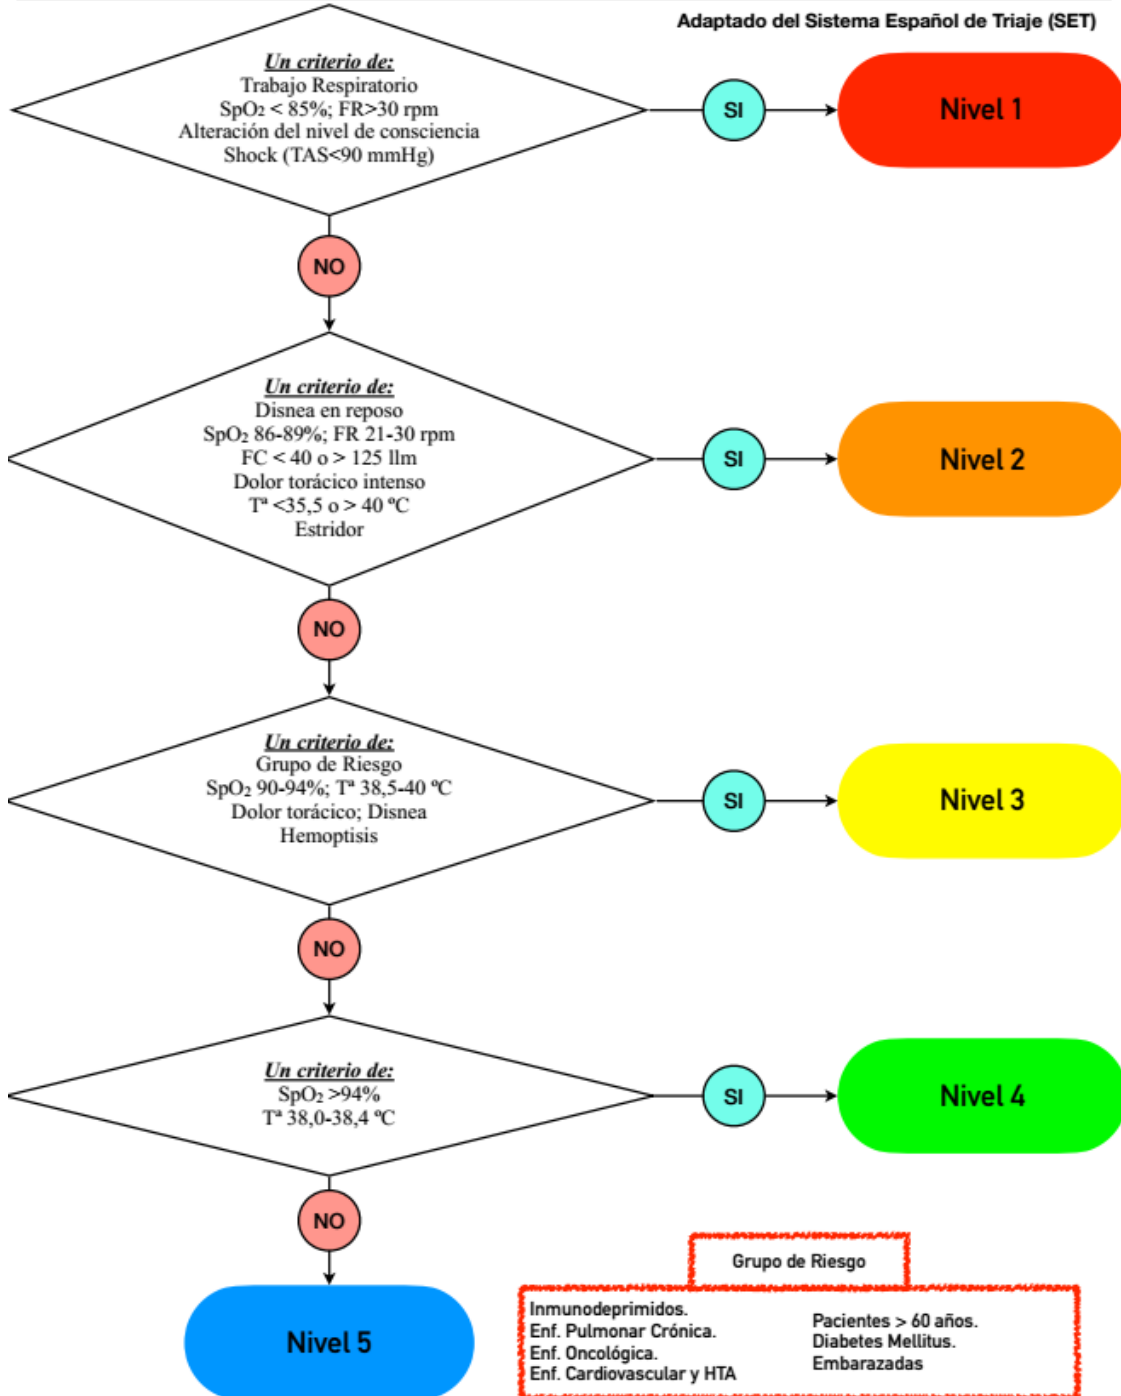 Adaptado del Sistema Español de Triaje (SET)
Un criterio de:
Trabajo Respiratorio
SpO₂ < 85%; FR>30 rpm
Alteración del nivel de consciencia
Shock (TAS<90 mmHg)
SI
Nivel 1
NO
Un criterio de:
Disnea en reposo
SpO₂ 86-89%; FR 21-30 rpm
FC < 40 o > 125 llm
Dolor torácico intenso
Tª <35,5 o > 40 ºC
Estridor
SI
Nivel 2
NO
Un criterio de:
Grupo de Riesgo
SpO₂ 90-94%; Tª 38,5-40 ºC
Dolor torácico; Disnea
Hemoptisis
SI
Nivel 3
NO
Un criterio de:
SpO₂ >94%
Tª 38,0-38,4 ºC
SI
Nivel 4
NO
Nivel 5
Grupo de Riesgo
Inmunodeprimidos.
Enf. Pulmonar Crónica.
Enf. Oncológica.
Enf. Cardiovascular y HTA
Pacientes > 60 años.
Diabetes Mellitus.
Embarazadas